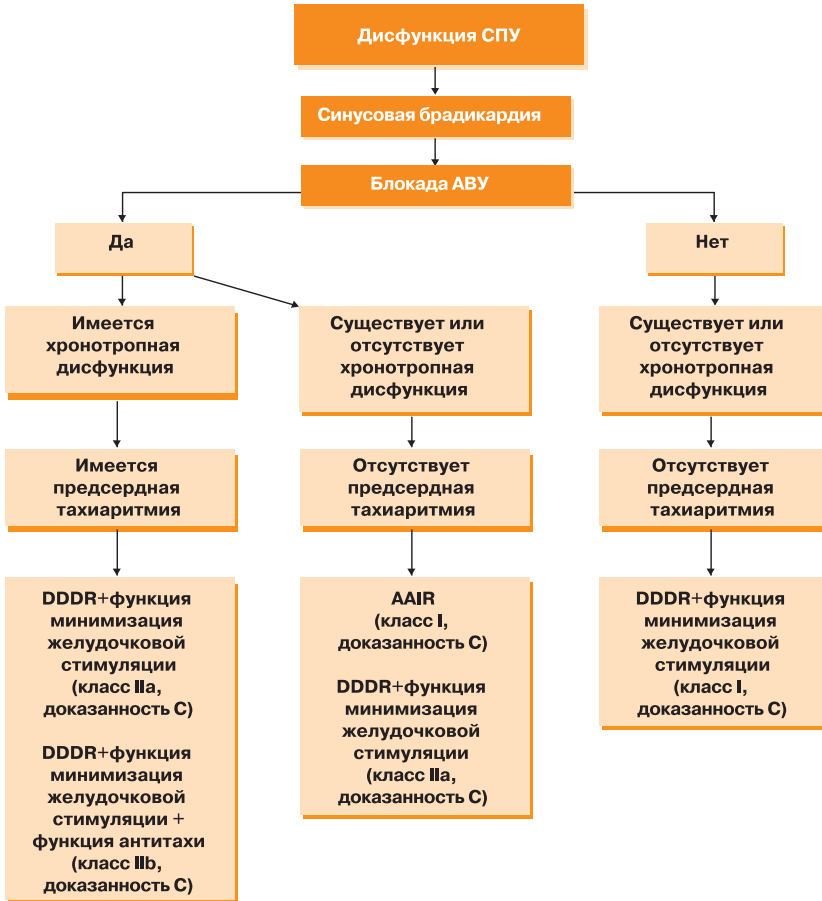 Дисфункция СПУ
Синусовая брадикардия
Блокада АВУ
Да
Нет
Имеется
хронотропная
дисфункция
Существует или
отсутствует
хронотропная
дисфункция
Существует или
отсутствует
хронотропная
дисфункция
Имеется
предсердная
тахиаритмия
Отсутствует
предсердная
тахиаритмия
Отсутствует
предсердная
тахиаритмия
DDDR+функция
минимизация
желудочковой
стимуляции
(класс IIa,
доказанность С)
DDDR+функция
минимизация
желудочковой
стимуляции +
функция антитахи
(класс IIb,
доказанность С)
AAIR
(класс I,
доказанность С)
DDDR+функция
минимизация
желудочковой
стимуляции
(класс IIa,
доказанность С)
DDDR+функция
минимизация
желудочковой
стимуляции
(класс I,
доказанность С)